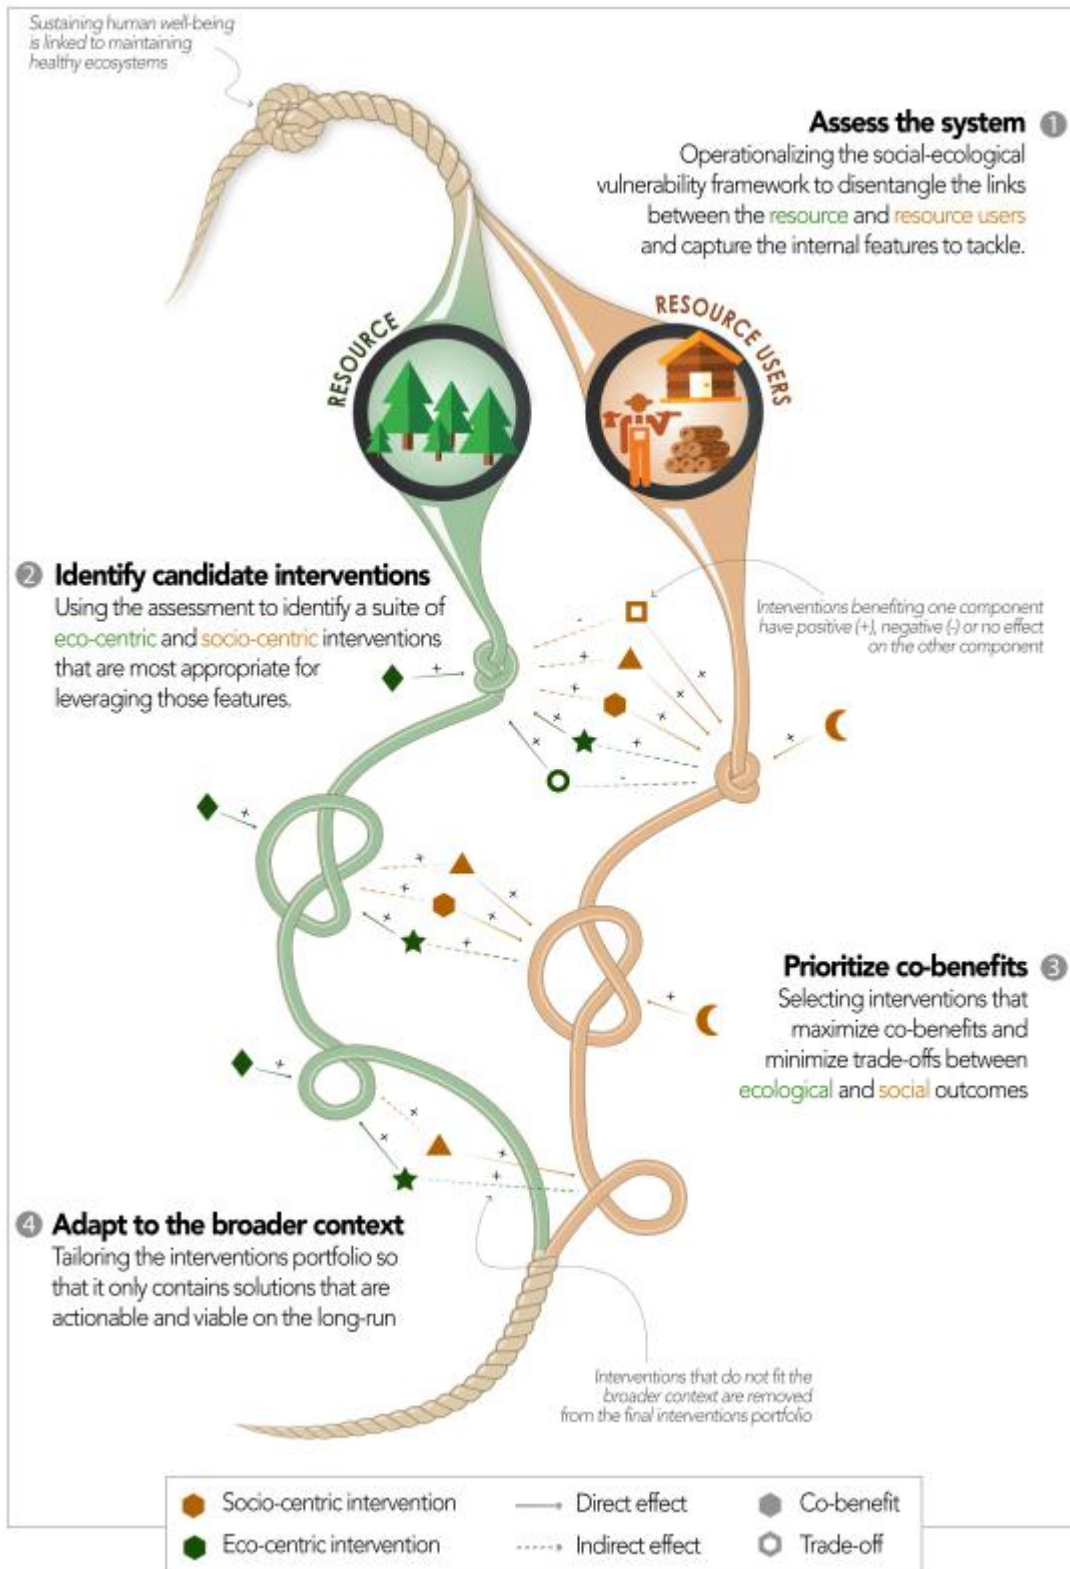 Sustaining human well-being
is linked to maintaining
healthy ecosystems
Assess the system 1
Operationalizing the social-ecological
vulnerability framework to disentangle the links
between the resource and resource users
and capture the internal features to tackle.
RESOURCE
RESOURCE USERS
2 Identify candidate interventions
Using the assessment to identify a suite of
eco-centric and socio-centric interventions
that are most appropriate for
leveraging those features.
Interventions benefiting one component
have positive (+), negative (-) or no effect
on the other component
Prioritize co-benefits 3
Selecting interventions that
maximize co-benefits and
minimize trade-offs between
ecological and social outcomes
4 Adapt to the broader context
Tailoring the interventions portfolio so
that it only contains solutions that are
actionable and viable on the long-run
Interventions that do not fit the
broader context are removed
from the final interventions portfolio
Socio-centric intervention
Direct effect
Co-benefit
Eco-centric intervention
Indirect effect
Trade-off